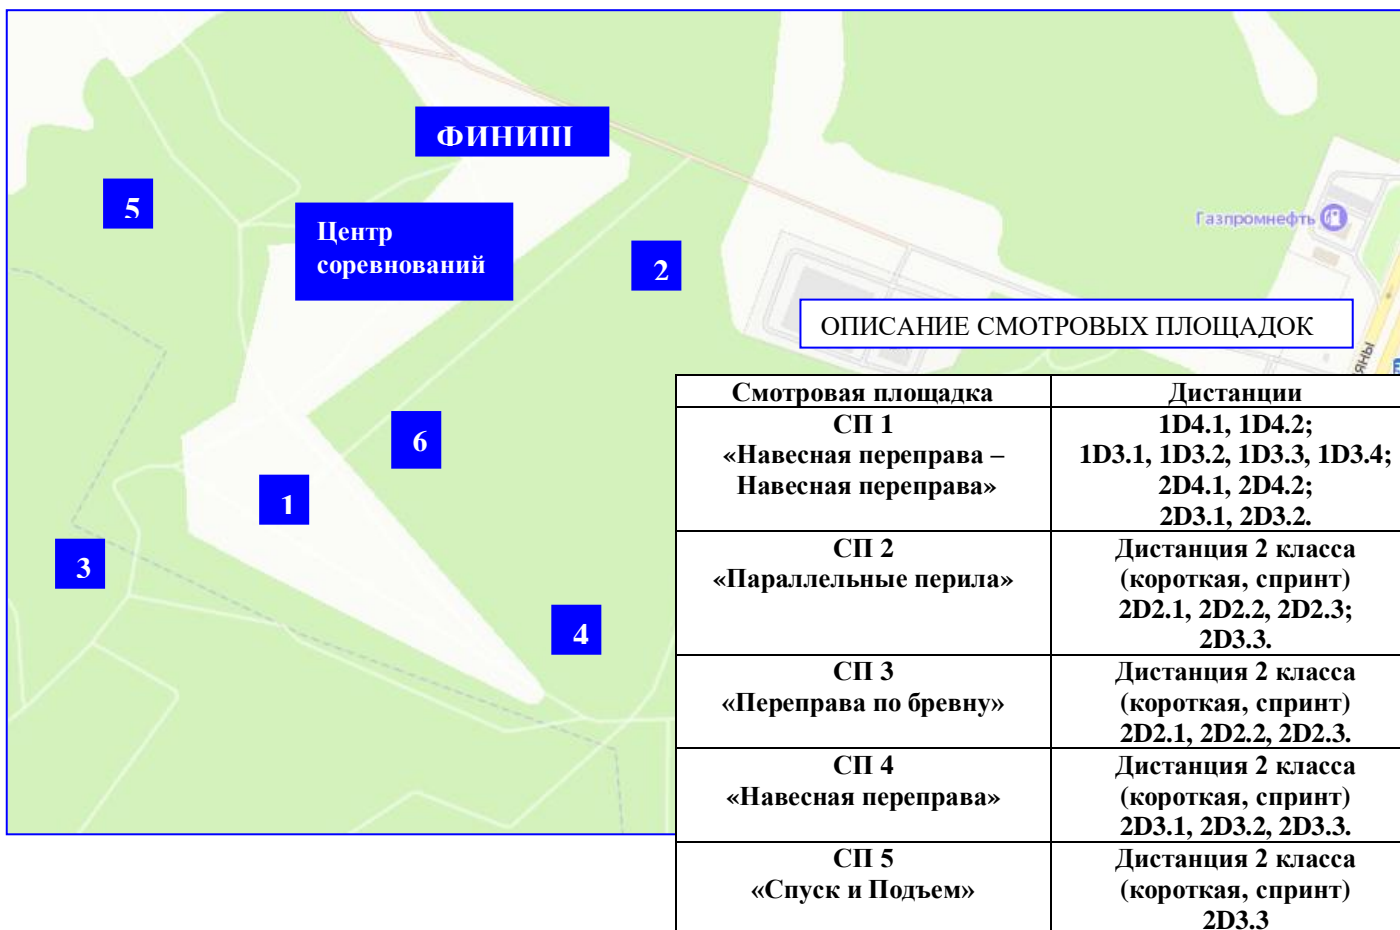 ФИНИШ
5
Центр
соревнований
Газпромнефть
2
ОПИСАНИЕ СМОТРОВЫХ ПЛОЩАДОК
6
1
3
4
Смотровая площадка Дистанции
СП 1
«Навесная переправа –
Навесная переправа»
1D4.1, 1D4.2;
1D3.1, 1D3.2, 1D3.3, 1D3.4;
2D4.1, 2D4.2;
2D3.1, 2D3.2.
СП 2
«Параллельные перила»
Дистанция 2 класса
(короткая, спринт)
2D2.1, 2D2.2, 2D2.3;
2D3.3.
СП 3
«Переправа по бревну»
Дистанция 2 класса
(короткая, спринт)
2D2.1, 2D2.2, 2D2.3.
СП 4
«Навесная переправа»
Дистанция 2 класса
(короткая, спринт)
2D3.1, 2D3.2, 2D3.3.
СП 5
«Спуск и Подъем»
Дистанция 2 класса
(короткая, спринт)
2D3.3